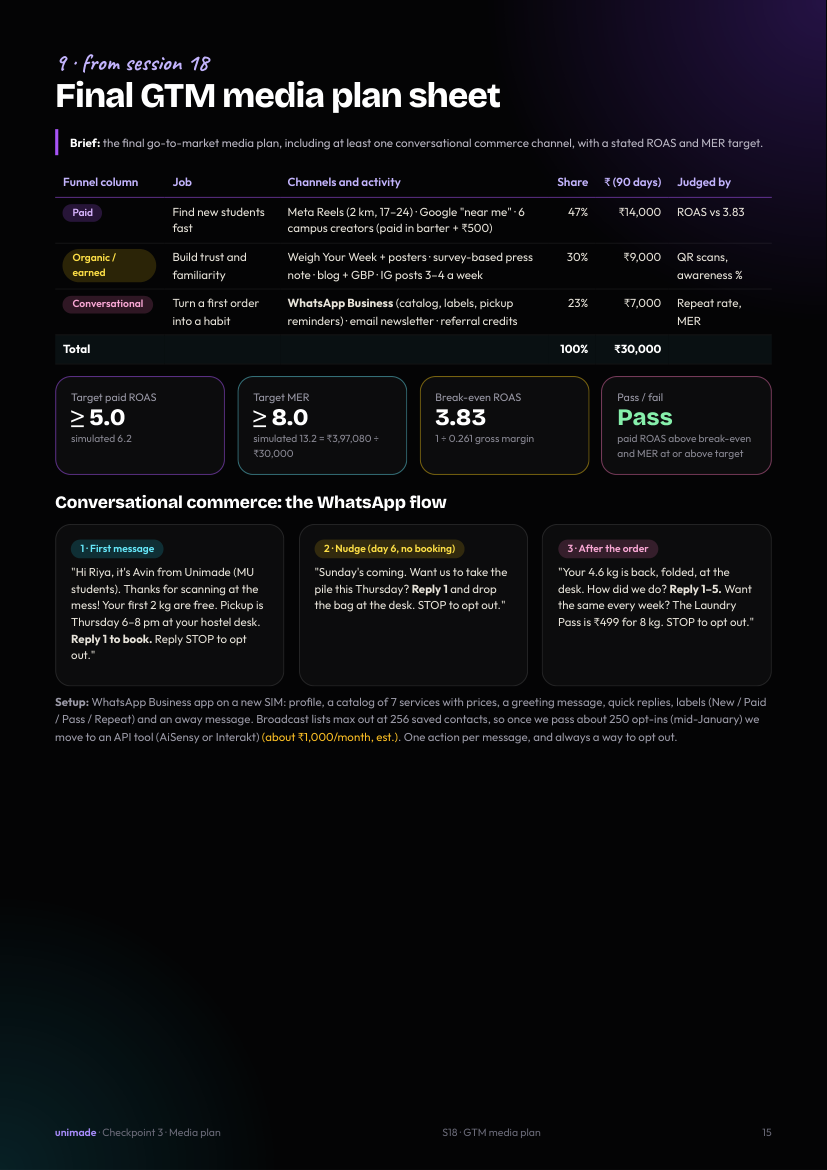 9 · from session 18
Final GTM media plan sheet
Brief: the final go-to-market media plan, including at least one conversational commerce channel, with a stated ROAS and MER target.
Funnel column Job Channels and activity Share ₹ (90 days) Judged by
Paid Find new students Meta Reels (2 km, 17–24) · Google "near me" · 6 47% ₹14,000 ROAS vs 3.83
fast campus creators (paid in barter + ₹500)
Organic / Build trust and Weigh Your Week + posters · survey-based press 30% ₹9,000 QR scans,
earned familiarity note · blog + GBP · IG posts 3–4 a week awareness %
Conversational Turn a first order WhatsApp Business (catalog, labels, pickup 23% ₹7,000 Repeat rate,
into a habit reminders) · email newsletter · referral credits MER
Total 100% ₹30,000
Target paid ROAS
≥ 5.0
simulated 6.2
Target MER
≥ 8.0
simulated 13.2 = ₹3,97,080 ÷
₹30,000
Break-even ROAS
3.83
1 ÷ 0.261 gross margin
Pass / fail
Pass
paid ROAS above break-even
and MER at or above target
Conversational commerce: the WhatsApp flow
1 · First message
"Hi Riya, it's Avin from Unimade (MU
students). Thanks for scanning at the
mess! Your first 2 kg are free. Pickup is
Thursday 6–8 pm at your hostel desk.
Reply 1 to book. Reply STOP to opt
out."
2 · Nudge (day 6, no booking)
"Sunday's coming. Want us to take the
pile this Thursday? Reply 1 and drop
the bag at the desk. STOP to opt out."
3 · After the order
"Your 4.6 kg is back, folded, at the
desk. How did we do? Reply 1–5. Want
the same every week? The Laundry
Pass is ₹499 for 8 kg. STOP to opt out."
Setup: WhatsApp Business app on a new SIM: profile, a catalog of 7 services with prices, a greeting message, quick replies, labels (New / Paid
/ Pass / Repeat) and an away message. Broadcast lists max out at 256 saved contacts, so once we pass about 250 opt-ins (mid-January) we
move to an API tool (AiSensy or Interakt) (about ₹1,000/month, est.). One action per message, and always a way to opt out.
unimade · Checkpoint 3 · Media plan S18 · GTM media plan 15